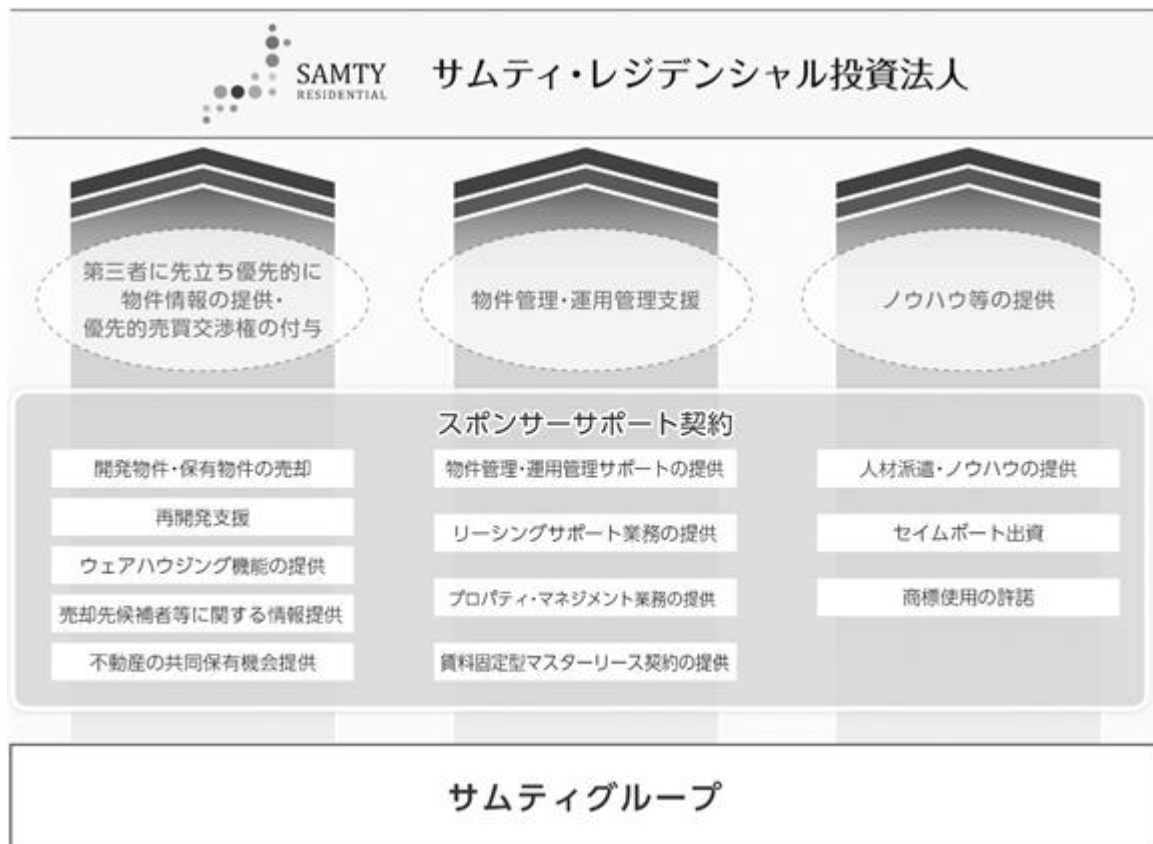 SAMTY
RESIDENTIAL
サムティ・レジデンシャル投資法人
第三者に先立ち優先的に
物件情報の提供・
優先的売買交渉権の付与
物件管理・運用管理支援
ノウハウ等の提供
スポンサーサポート契約
開発物件・保有物件の売却
再開発支援
ウェアハウジング機能の提供
売却先候補者等に関する情報提供
不動産の共同保有機会提供
物件管理・運用管理サポートの提供
リーシングサポート業務の提供
プロパティ・マネジメント業務の提供
賃料固定型マスターリース契約の提供
人材派遣・ノウハウの提供
セイムボート出資
商標使用の許諾
サムティグループ